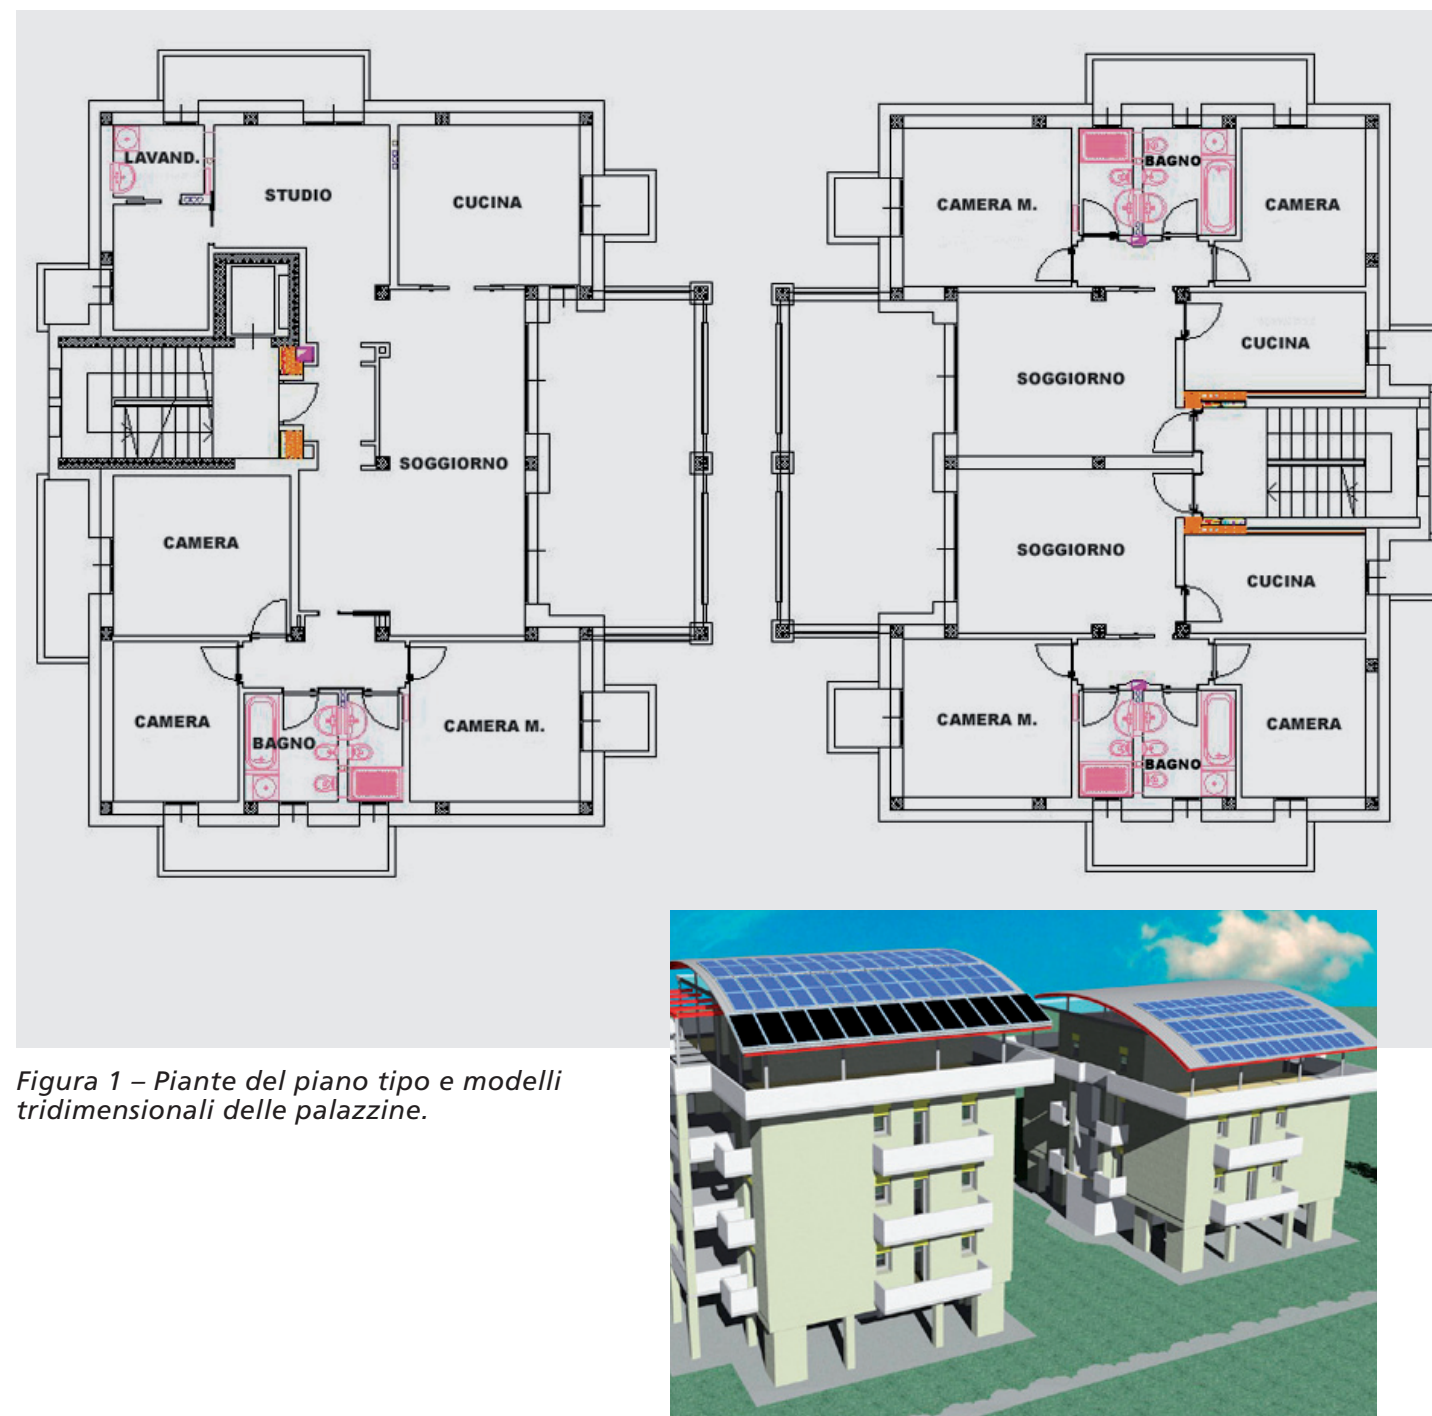 LAVAND.
STUDIO
CUCINA
SOGGIORNO
CAMERA
CAMERA
BAGNO
CAMERA M.
CAMERA M.
BAGNO
CAMERA
CUCINA
SOGGIORNO
SOGGIORNO
CUCINA
CAMERA M.
BAGNO
CAMERA
Figura 1 – Piante del piano tipo e modelli
tridimensionali delle palazzine.